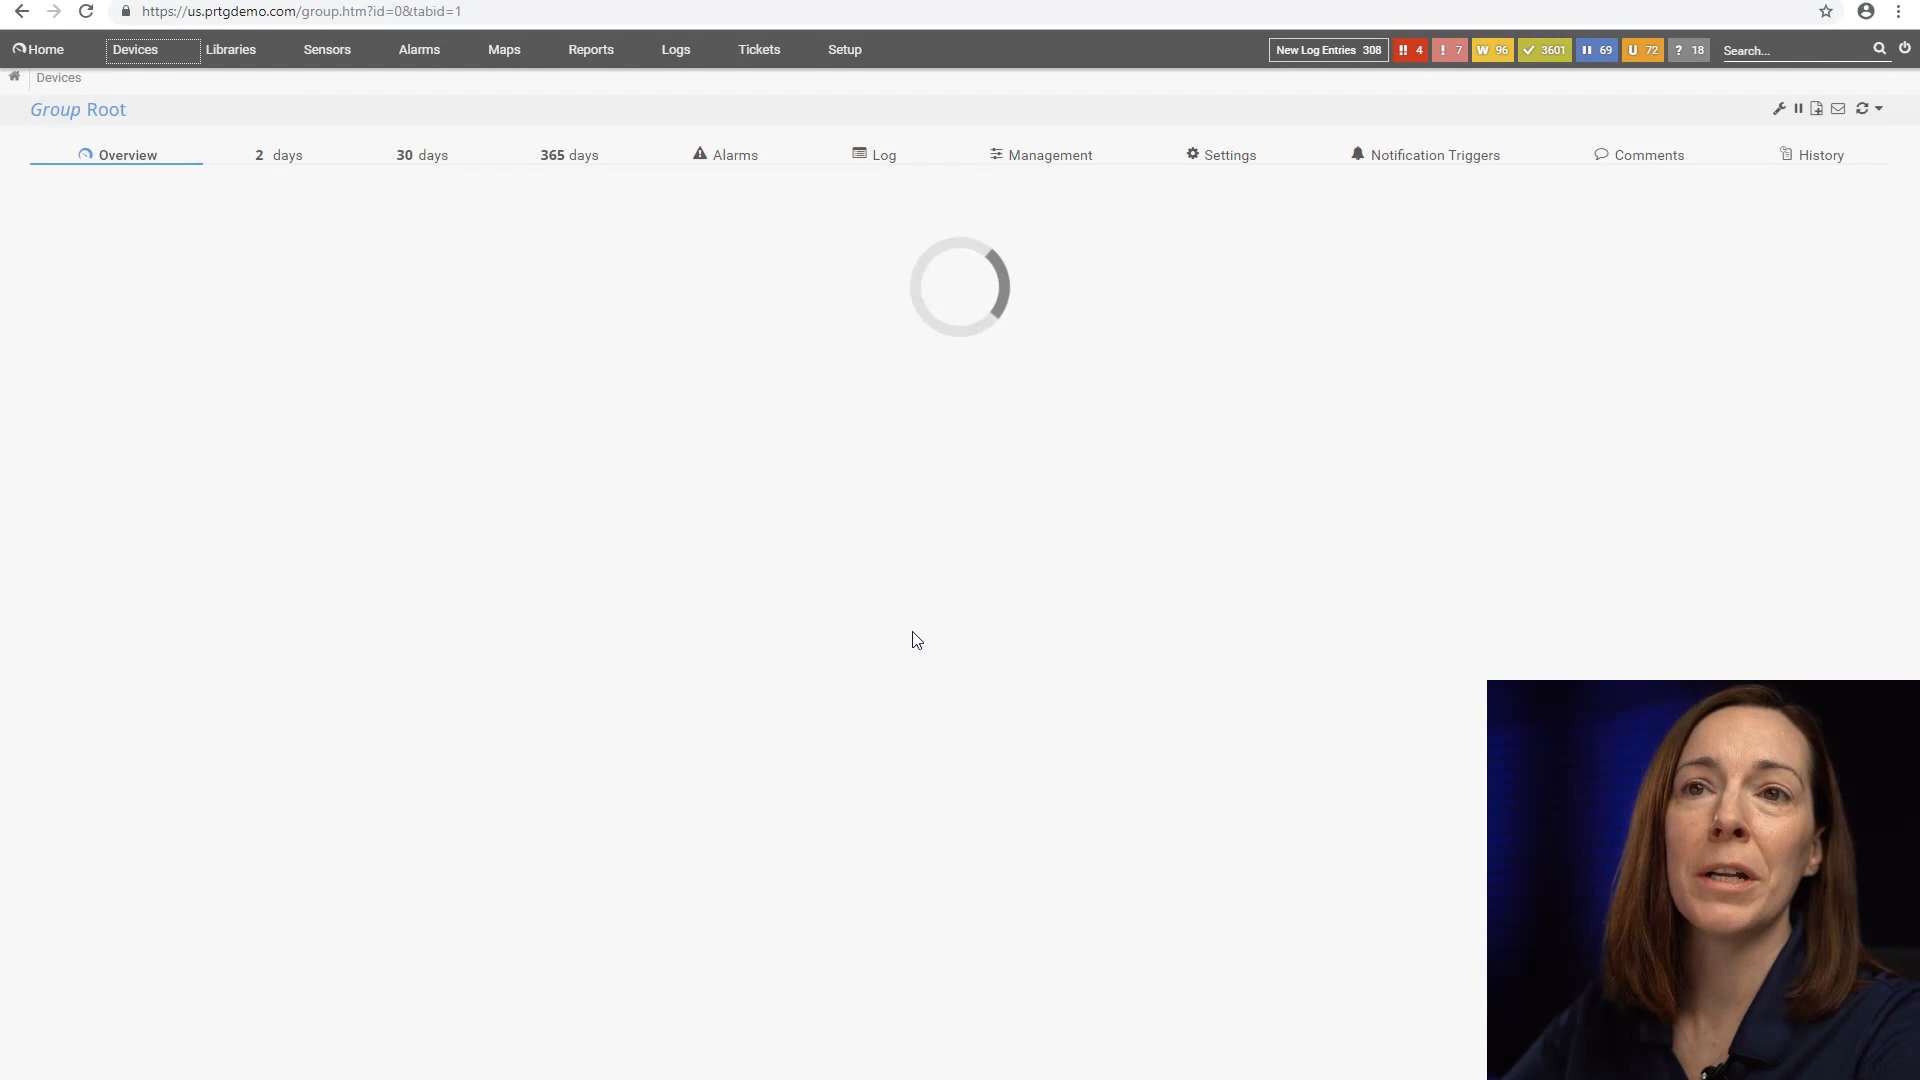 https://us.prtgdemo.com/group.htm?id=0&tabid=1
Home Devices Libraries Sensors Alarms Maps Reports Logs Tickets Setup New Log Entries 308 !! 4 ! 7 W 96 3601 69 U 72 ? 18 Search...
Devices
Group Root
Overview 2 days 30 days 365 days Alarms Log Management Settings Notification Triggers Comments History